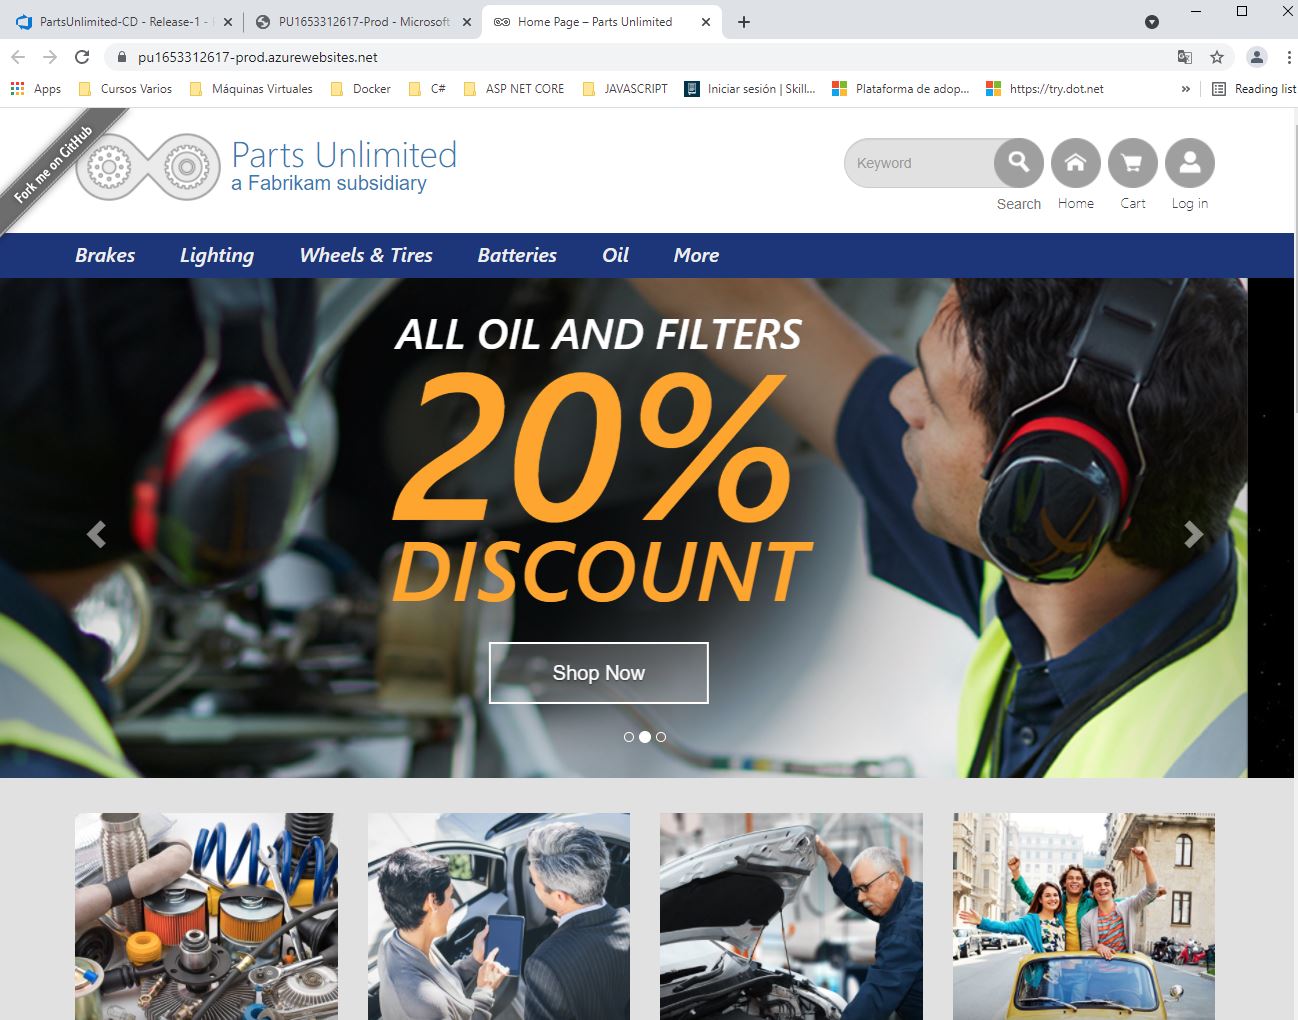 PartsUnlimited-CD - Release-1 -
PU1653312617-Prod - Microsoft
Home Page – Parts Unlimited
pu1653312617-prod.azurewebsites.net
Apps
Cursos Varios
Máquinas Virtuales
Docker
C#
ASP NET CORE
JAVASCRIPT
Iniciar sesión | Skill...
Plataforma de adop...
https://try.dot.net
»
Reading list
Fork me on GitHub
Parts Unlimited
a Fabrikam subsidiary
Keyword
Search
Home
Cart
Log in
Brakes
Lighting
Wheels & Tires
Batteries
Oil
More
ALL OIL AND FILTERS
20%
DISCOUNT
Shop Now